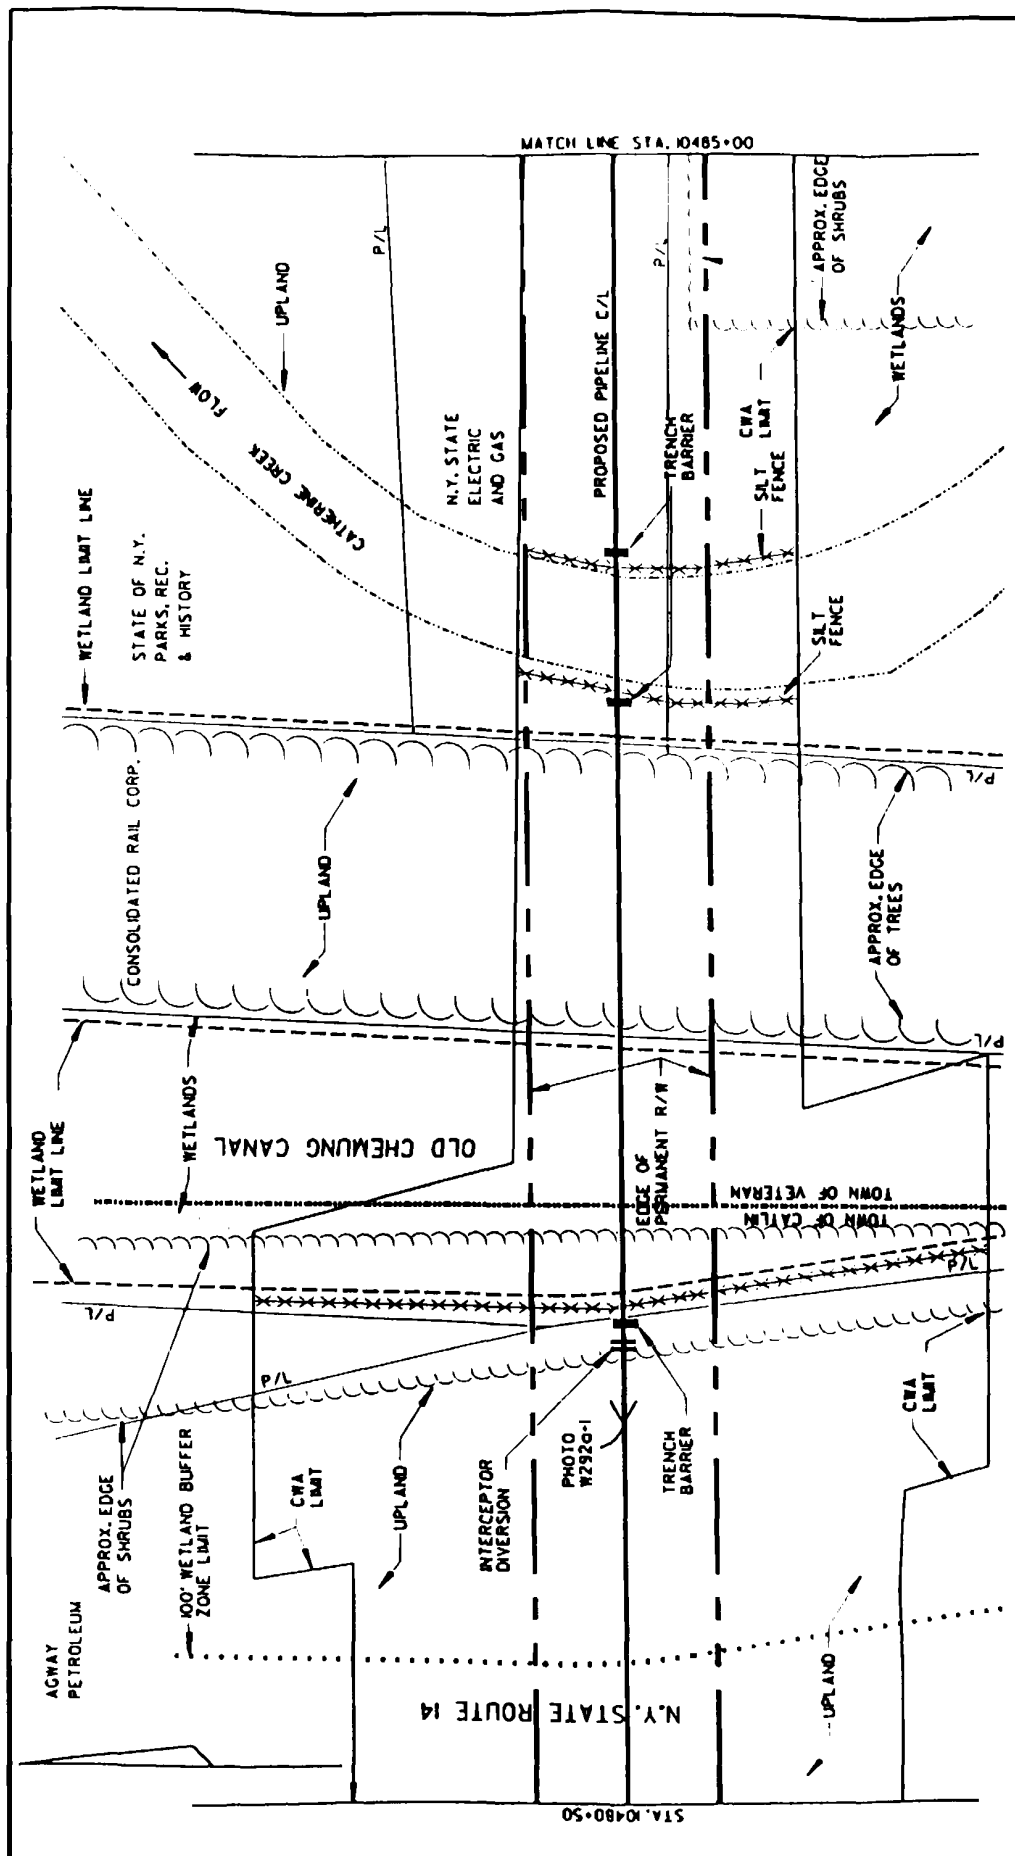 MATCH LINE STA. 10485+00
P/L
UPLAND
FLOW
CATHERINE CREEK
N.Y. STATE
ELECTRIC
AND GAS
PROPOSED PIPELINE C/L
P/L
APPROX. EDGE
OF SHRUBS
WETLANDS
CWA
LIMIT
TRENCH
BARRIER
SILT
FENCE
WETLAND LIMIT LINE
STATE OF N.Y.
PARKS, REC.
& HISTORY
SILT
FENCE
P/L
CONSOLIDATED RAIL CORP.
UPLAND
APPROX. EDGE
OF TREES
P/L
WETLAND
LIMIT LINE
WETLANDS
OLD CHEMUNG CANAL
EDGE OF
PERMANENT R/W
TOWN OF VETERAN
TOWN OF CATLIN
P/L
P/L
P/L
APPROX. EDGE
OF SHRUBS
100' WETLAND BUFFER
ZONE LIMIT
CWA
LIMIT
UPLAND
INTERCEPTOR
DIVERSION
PHOTO
W292a-1
TRENCH
BARRIER
CWA
LIMIT
AGWAY
PETROLEUM
N.Y. STATE ROUTE 14
UPLAND
STA. 10480+50